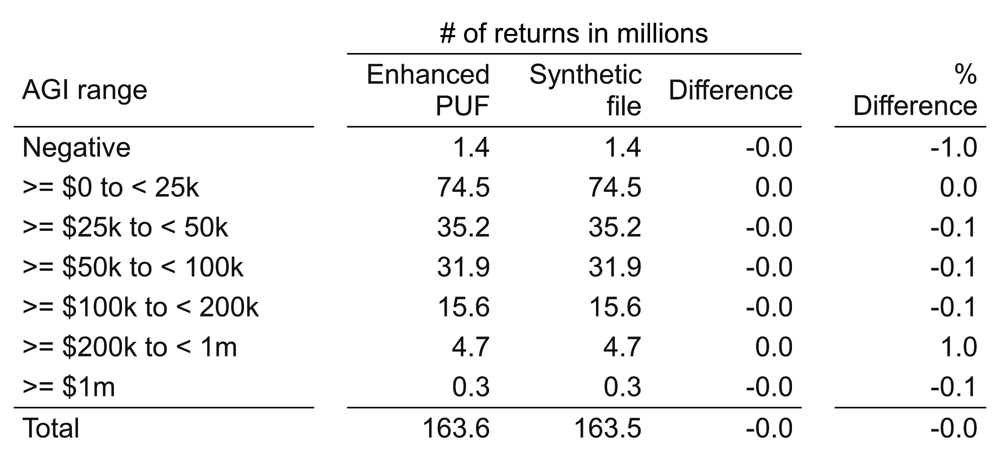 # of returns in millions
AGI range Enhanced PUF Synthetic file Difference % Difference
Negative 1.4 1.4 -0.0 -1.0
>= $0 to < 25k 74.5 74.5 0.0 0.0
>= $25k to < 50k 35.2 35.2 -0.0 -0.1
>= $50k to < 100k 31.9 31.9 -0.0 -0.1
>= $100k to < 200k 15.6 15.6 -0.0 -0.1
>= $200k to < 1m 4.7 4.7 0.0 1.0
>= $1m 0.3 0.3 -0.0 -0.1
Total 163.6 163.5 -0.0 -0.0